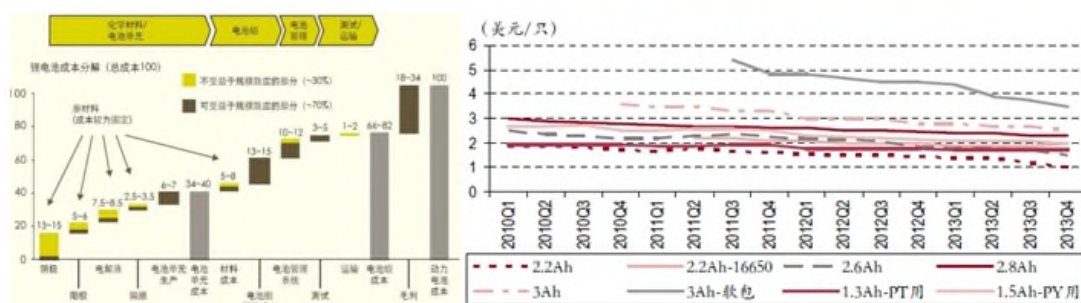 化学材料/
电池单元
电池组
电池
管理
测试/
运输
锂电池成本分解（总成本100）
不受益于规模效应的部分 (~30%)
可受益于规模效应的部分 (~70%)
原材料
(成本较为固定)
100
80
60
40
20
0
13~15
5~6
7.5~8.5
2.5~3.5
6~7
34~40
5~8
13~15
10~12
3~5
1~2
64~82
18~34
100
阴极
阳极
电解液
隔膜
电池单元
生产
电池
单元
成本
材料
成本
电池组
电池管理
系统
测试
运输
电池组
成本
毛利
动力
电池成本
(美元/只)
6
5
4
3
2
1
0
2010Q1
2010Q2
2010Q3
2010Q4
2011Q1
2011Q2
2011Q3
2011Q4
2012Q1
2012Q2
2012Q3
2012Q4
2013Q1
2013Q2
2013Q3
2013Q4
2.2Ah
2.2Ah-16650
2.6Ah
2.8Ah
3Ah
3Ah-软包
1.3Ah-PT用
1.5Ah-PY用